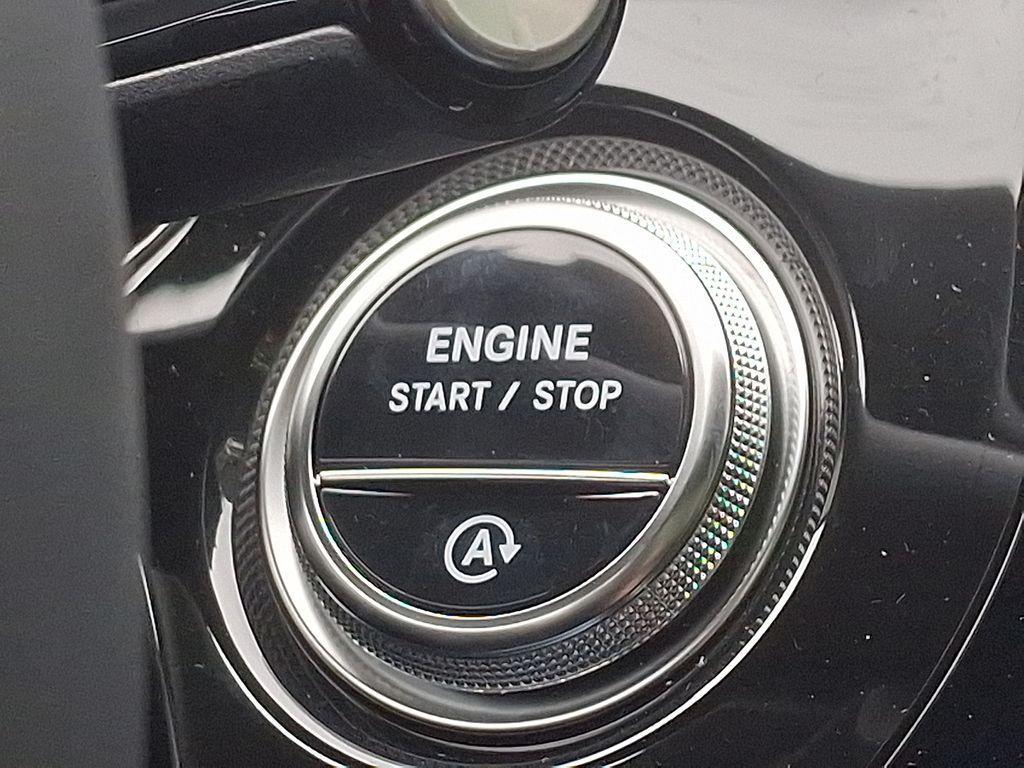 ENGINE
START / STOP
A